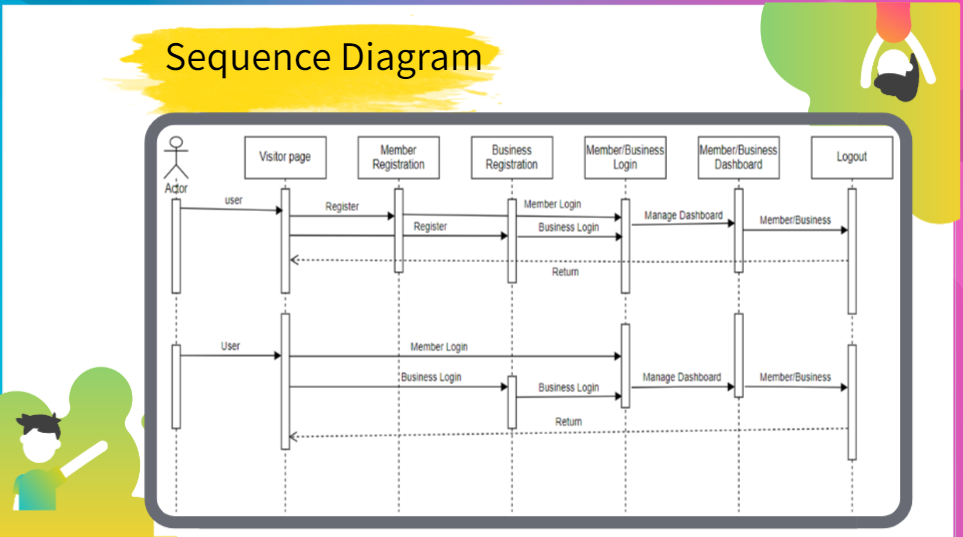 Sequence Diagram
Actor
Visitor page
Member
Registration
Business
Registration
Member/Business
Login
Member/Business
Dashboard
Logout
user
Register
Member Login
Register
Business Login
Manage Dashboard
Member/Business
Return
User
Member Login
Business Login
Business Login
Manage Dashboard
Member/Business
Return